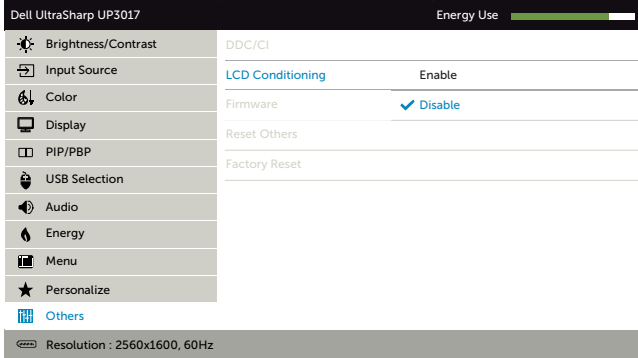 Dell UltraSharp UP3017 Energy Use
Brightness/Contrast DDC/CI
Input Source LCD Conditioning Enable
Color Firmware Disable
Display Reset Others
PIP/PBP Factory Reset
USB Selection
Audio
Energy
Menu
Personalize
Others
Resolution : 2560x1600, 60Hz